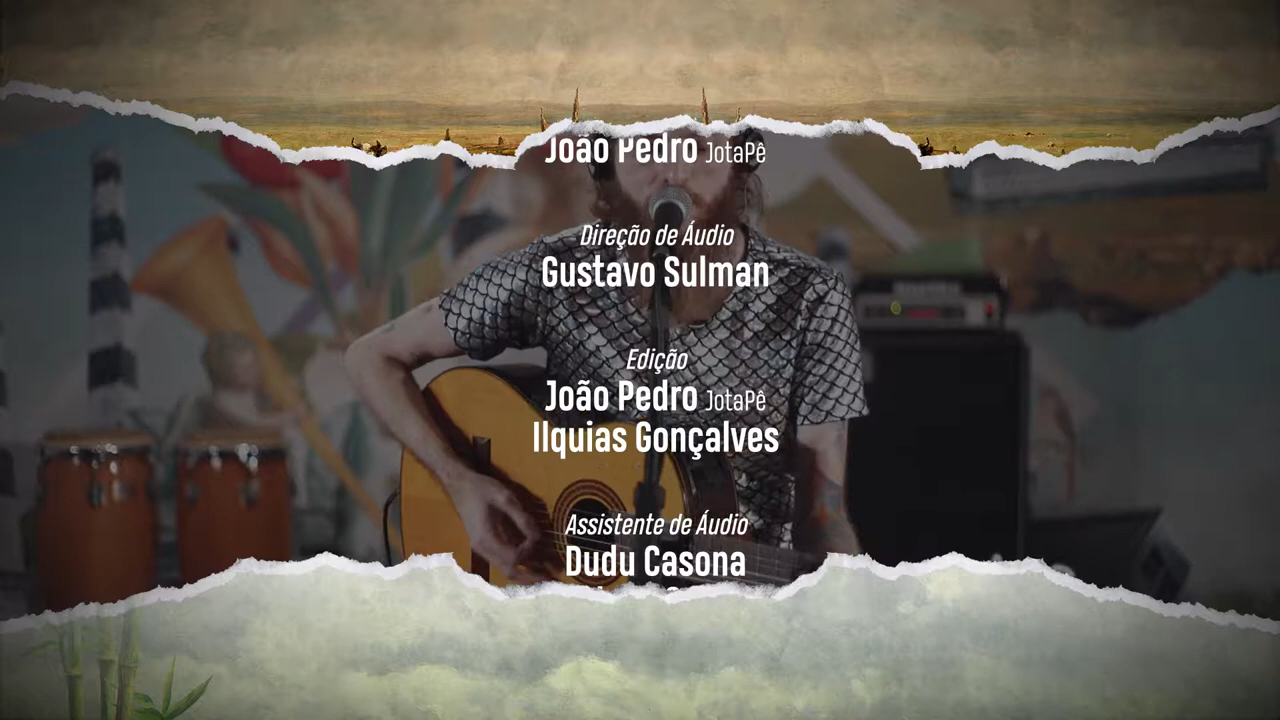 João Pedro JotaPê
Direção de Áudio
Gustavo Sulman
Edição
João Pedro JotaPê
Ilquias Gonçalves
Assistente de Áudio
Dudu Casona